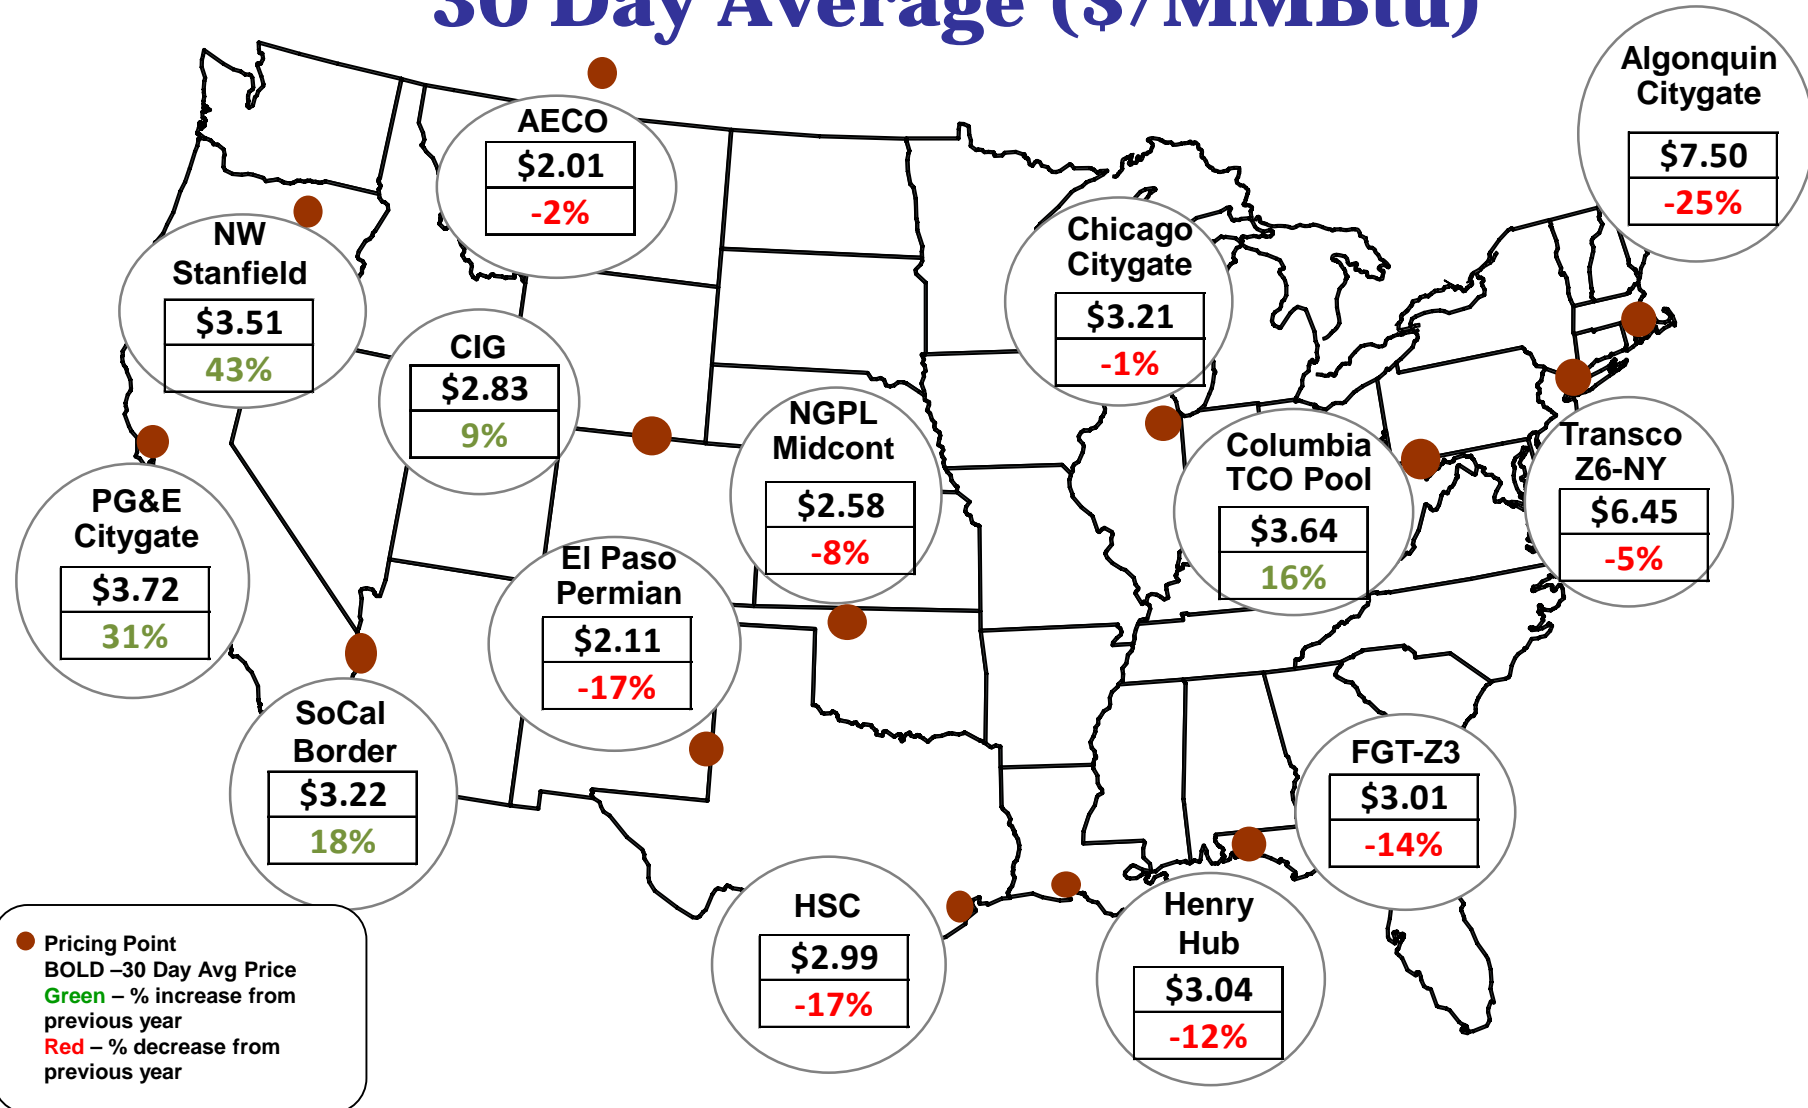 30 Day Average ($/MMBtu)
Algonquin
Citygate
$7.50
-25%
AECO
$2.01
-2%
NW
Stanfield
$3.51
43%
Chicago
Citygate
$3.21
-1%
CIG
$2.83
9%
NGPL
Midcont
$2.58
-8%
Columbia
TCO Pool
$3.64
16%
Transco
Z6-NY
$6.45
-5%
PG&E
Citygate
$3.72
31%
El Paso
Permian
$2.11
-17%
SoCal
Border
$3.22
18%
FGT-Z3
$3.01
-14%
HSC
$2.99
-17%
Henry
Hub
$3.04
-12%
Pricing Point
BOLD –30 Day Avg Price
Green – % increase from
previous year
Red – % decrease from
previous year